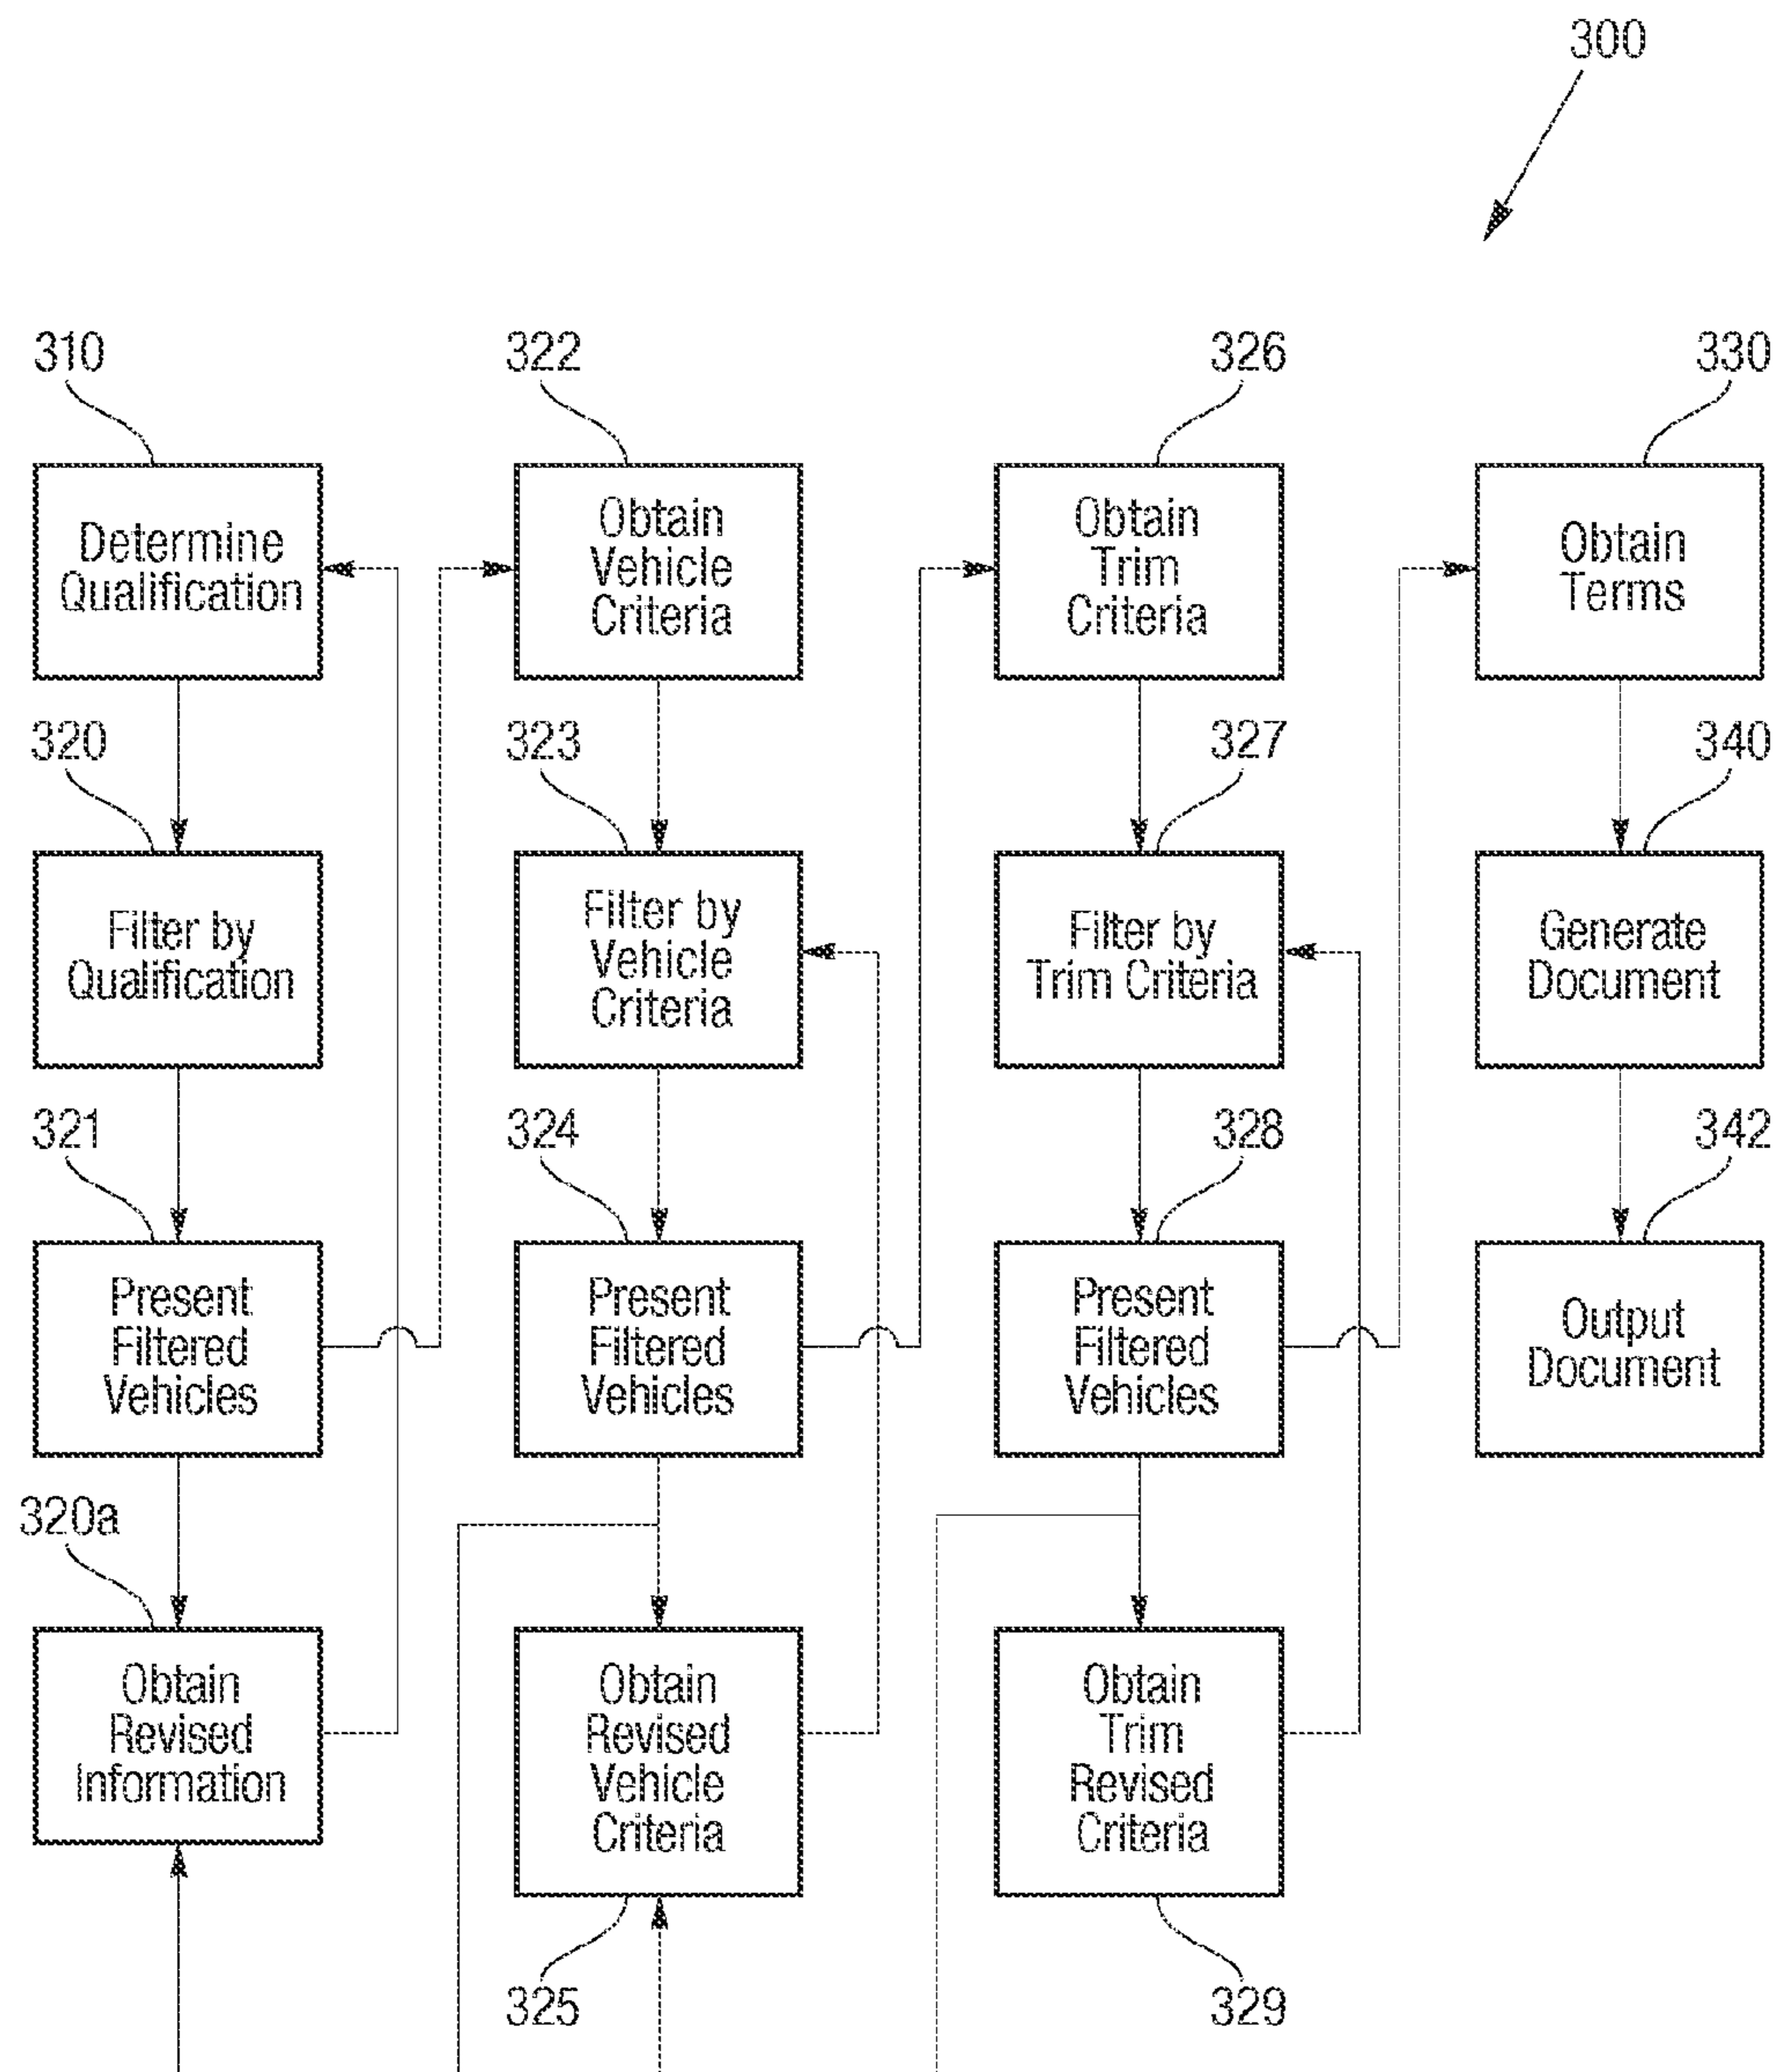 300
310
322
326
330
Determine
Qualification
Obtain
Vehicle
Criteria
Obtain
Trim
Criteria
Obtain
Terms
320
323
327
340
Filter by
Qualification
Filter by
Vehicle
Criteria
Filter by
Trim Criteria
Generate
Document
321
324
328
342
Present
Filtered
Vehicles
Present
Filtered
Vehicles
Present
Filtered
Vehicles
Output
Document
320a
Obtain
Revised
Information
Obtain
Revised
Vehicle
Criteria
Obtain
Trim
Revised
Criteria
325
329